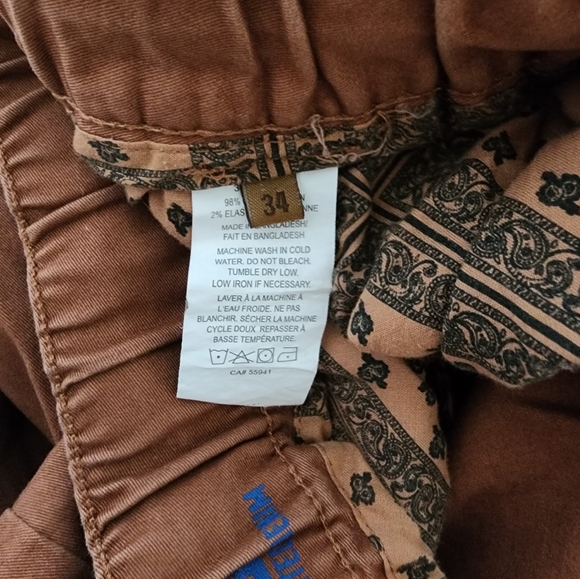 34
98%
2% ELAS
MADE IN BANGLADESH/
FAIT EN BANGLADESH
MACHINE WASH IN COLD
WATER. DO NOT BLEACH.
TUMBLE DRY LOW.
LOW IRON IF NECESSARY.
LAVER À LA MACHINE À
L'EAU FROIDE. NE PAS
BLANCHIR. SÉCHER LA MACHINE
CYCLE DOUX. REPASSER À
BASSE TEMPÉRATURE.
CA# 55941